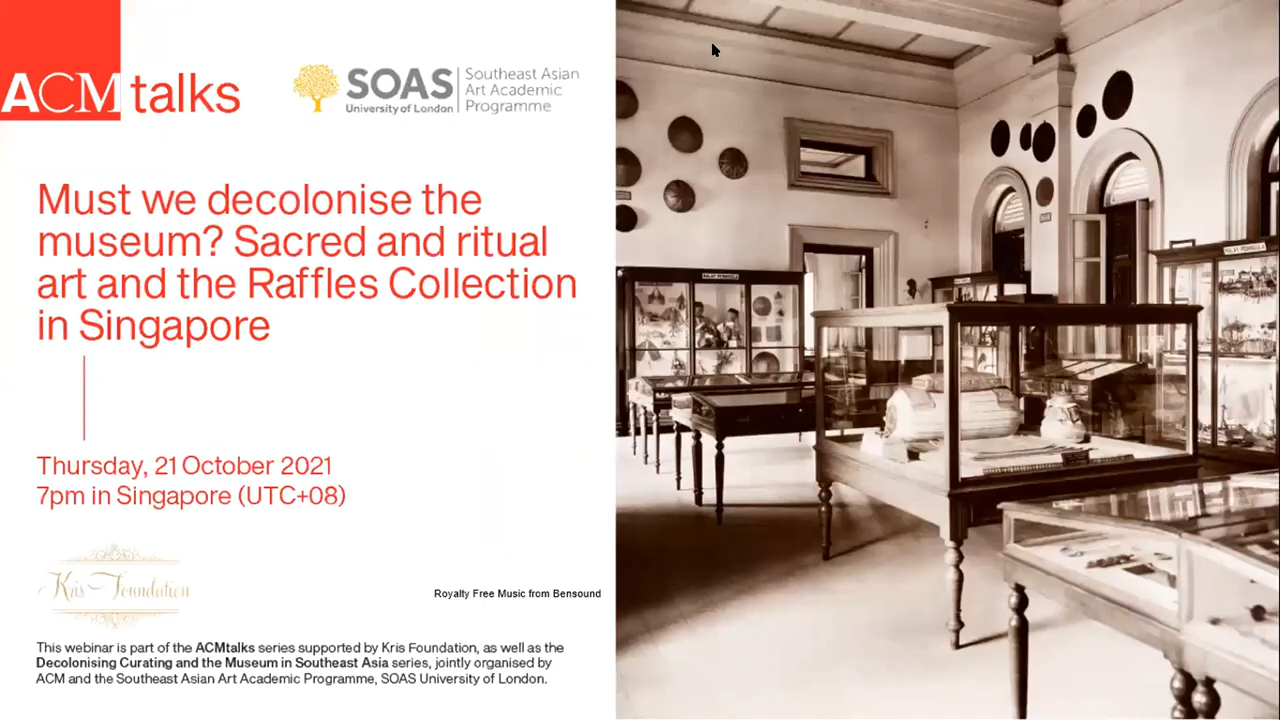 ACM talks
SOAS
University of London
Southeast Asian
Art Academic
Programme
Must we decolonise the
museum? Sacred and ritual
art and the Raffles Collection
in Singapore
Thursday, 21 October 2021
7pm in Singapore (UTC+08)
Kris Foundation
Royalty Free Music from Bensound
This webinar is part of the ACMtalks series supported by Kris Foundation, as well as the
Decolonising Curating and the Museum in Southeast Asia series, jointly organised by
ACM and the Southeast Asian Art Academic Programme, SOAS University of London.
MALAY PENINSULA
MALAY PENINSULA